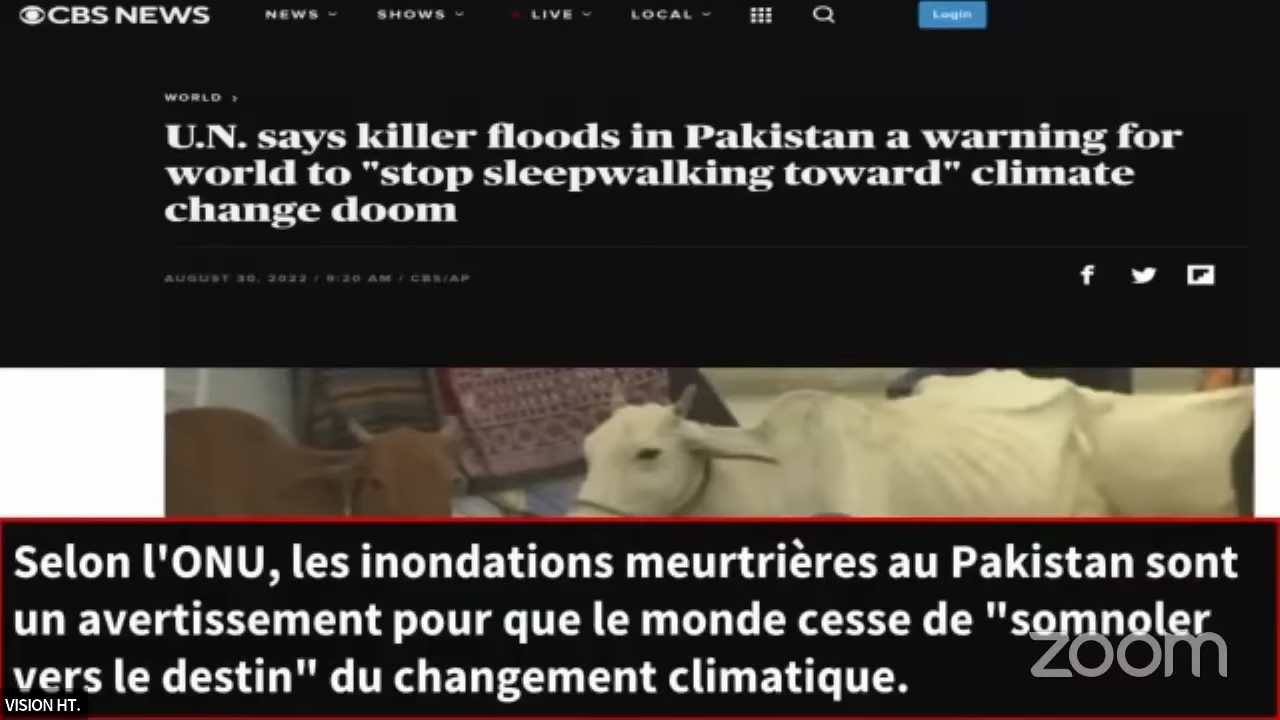 CBS NEWS NEWS SHOWS LIVE LOCAL Login
WORLD
U.N. says killer floods in Pakistan a warning for
world to "stop sleepwalking toward" climate
change doom
AUGUST 30, 2022 / 9:20 AM / CBS/AP
Selon l'ONU, les inondations meurtrières au Pakistan sont
un avertissement pour que le monde cesse de "somnoler
vers le destin" du changement climatique.
zoom
VISION HT.